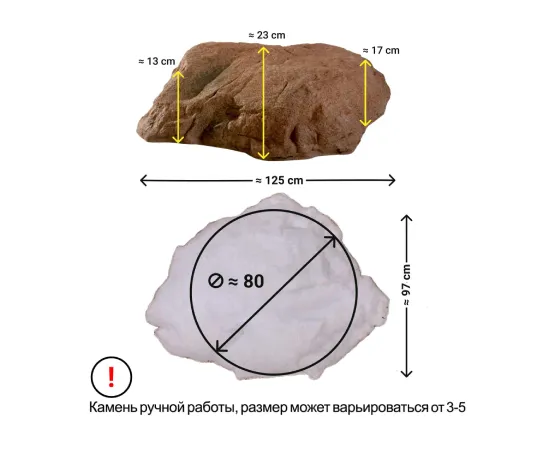 ≈ 23 cm
≈ 17 cm
≈ 13 cm
≈ 125 cm
⌀ ≈ 80
≈ 97 cm
!
Камень ручной работы, размер может варьироваться от 3-5